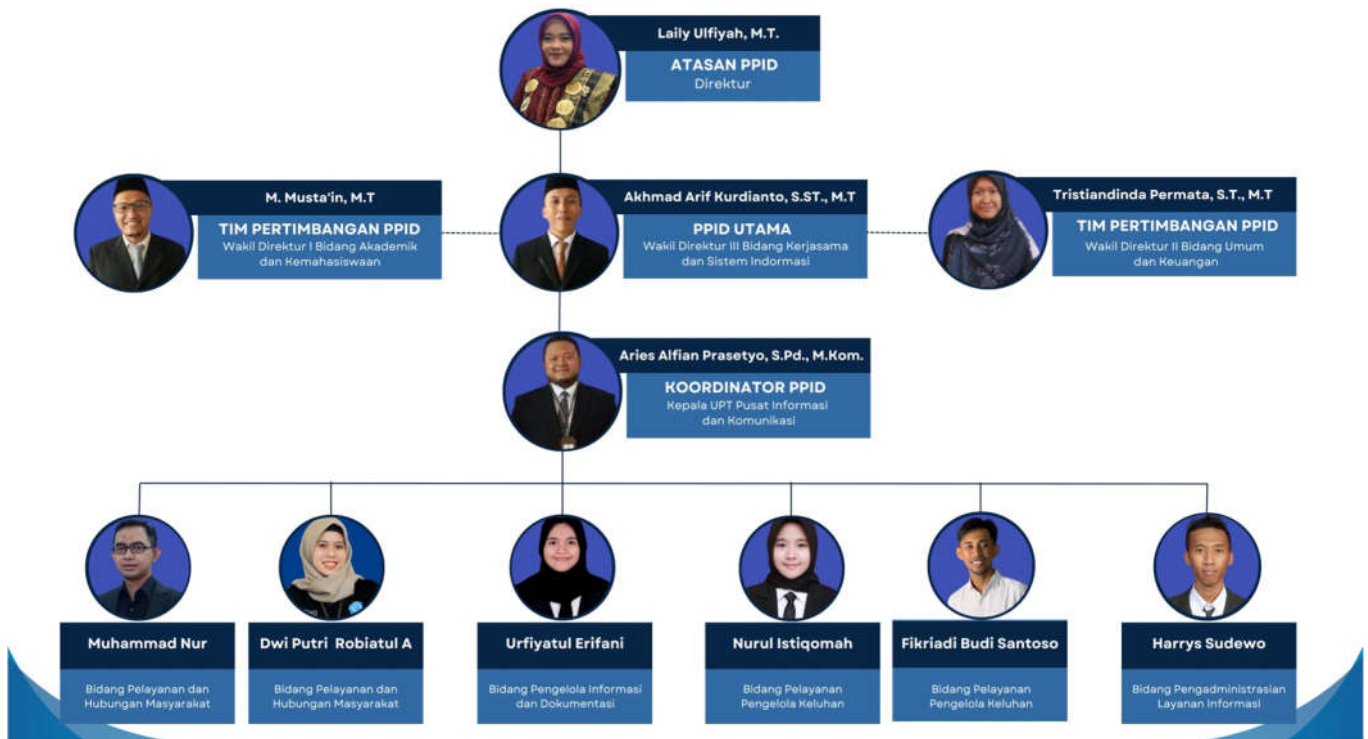 Laily Ulfiyah, M.T.
ATASAN PPID
Direktur
M. Musta'in, M.T
TIM PERTIMBANGAN PPID
Wakil Direktur I Bidang Akademik
dan Kemahasiswaan
Akhmad Arif Kurdianto, S.ST., M.T
PPID UTAMA
Wakil Direktur III Bidang Kerjasama
dan Sistem Indormasi
Tristiandinda Permata, S.T., M.T
TIM PERTIMBANGAN PPID
Wakil Direktur II Bidang Umum
dan Keuangan
Aries Alfian Prasetyo, S.Pd., M.Kom.
KOORDINATOR PPID
Kepala UPT Pusat Informasi
dan Komunikasi
Muhammad Nur
Bidang Pelayanan dan
Hubungan Masyarakat
Dwi Putri Robiatul A
Bidang Pelayanan dan
Hubungan Masyarakat
Urfiyatul Erifani
Bidang Pengelola Informasi
dan Dokumentasi
Nurul Istiqomah
Bidang Pelayanan
Pengelola Keluhan
Fikriadi Budi Santoso
Bidang Pelayanan
Pengelola Keluhan
Harrys Sudewo
Bidang Pengadministrasian
Layanan Informasi